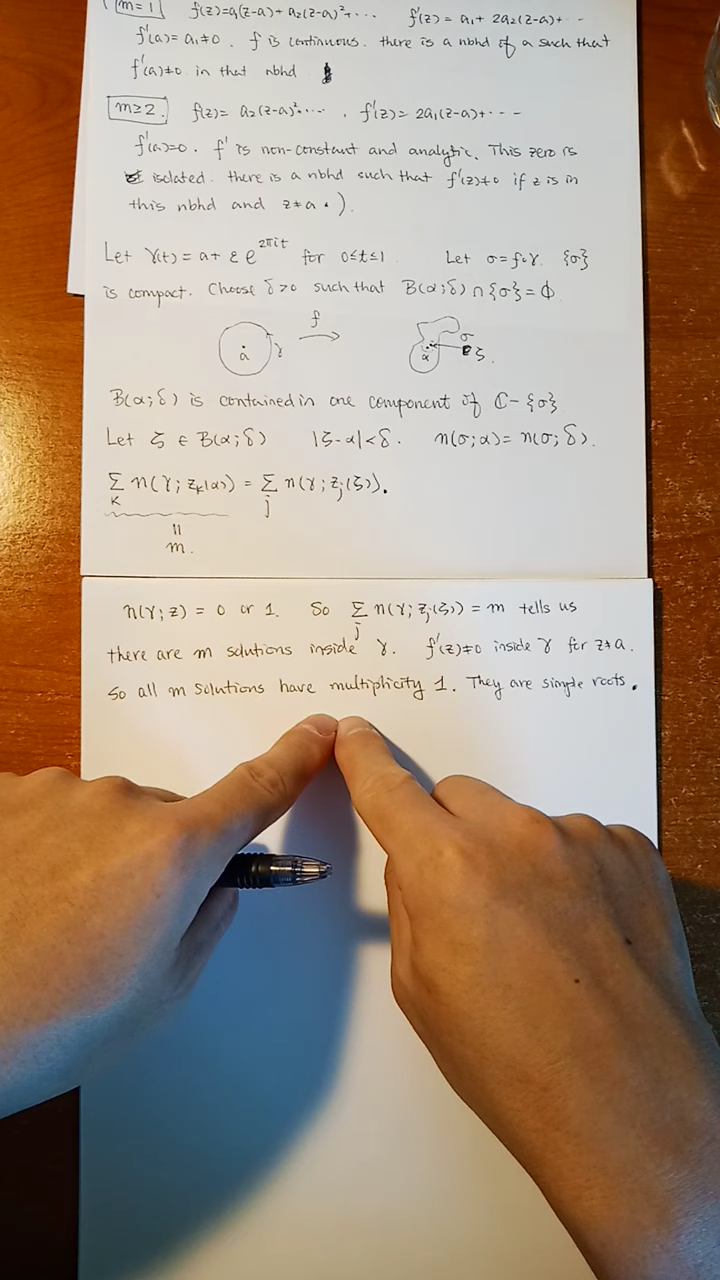 m=1 f(z)=a₁(z-a)+a₂(z-a)²+··· f'(z)=a₁+2a₂(z-a)+··
f'(a)=a₁≠0. f is continuous. there is a nbhd of a such that
f'(a)≠0 in that nbhd
m≥2. f(z)= a₂(z-a)²+···· . f'(z)= 2a₁(z-a)+----
f'(a)=0. f' is non-constant and analytic. This zero is
isolated. there is a nbhd such that f'(z)≠0 if z is in
this nbhd and z≠a.).
Let γ(t)=a+εe^{2πit} for 0≤t≤1. Let σ=f∘γ. {σ}
is compact. Choose δ>0 such that B(α;δ)∩{σ}=Φ.
a γ f α σ ζ.
B(α;δ) is contained in one component of ℂ-{σ}
Let ζ∈B(α;δ) |ζ-α|<δ. n(σ;α)=n(σ;δ).
Σ_k n(γ;z_k(α))=Σ_j n(γ;z_j(ζ)).
॥
m.
n(γ;z)=0 or 1. So Σ_j n(γ;z_j(ζ))=m tells us
there are m solutions inside γ. f'(z)≠0 inside γ for z≠a.
So all m solutions have multiplicity 1. They are simple roots.